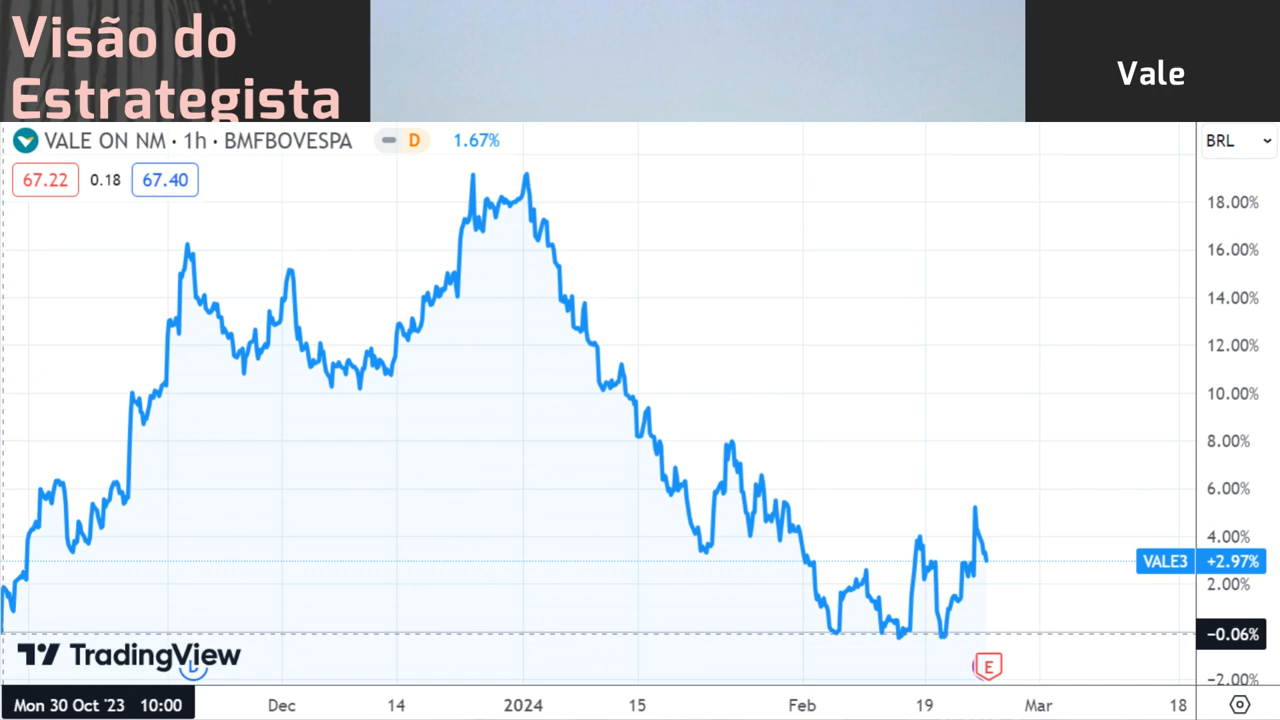 Visão do
Estrategista
Vale
VALE ON NM · 1h · BMFBOVESPA
D
1.67%
BRL
67.22
0.18
67.40
18.00%
16.00%
14.00%
12.00%
10.00%
8.00%
6.00%
4.00%
VALE3
+2.97%
2.00%
−0.06%
TradingView
D
E
−2.00%
Mon 30 Oct '23 10:00
Dec
14
2024
15
Feb
19
Mar
18